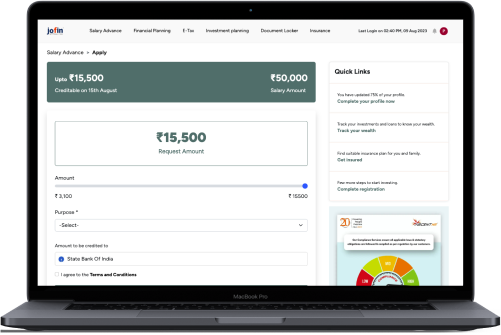 jofin
Salary Advance Financial Planning E-Tax Investment planning Document Locker Insurance Last Login on 02:40 PM, 05 Aug 2023 P
Salary Advance > Apply
Upto ₹15,500 ₹50,000
Creditable on 15th August Salary Amount
₹15,500
Request Amount
Amount
₹ 3,100 ₹ 15500
Purpose *
-Select-
Amount to be credited to
State Bank Of India
I agree to the Terms and Conditions
Quick Links
You have updated 75% of your profile.
Complete your profile now
Track your investments and loans to know your wealth.
Track your wealth
Find suitable insurance plan for you and family.
Get insured
Few more steps to start investing.
Complete registration
20
MacBook Pro